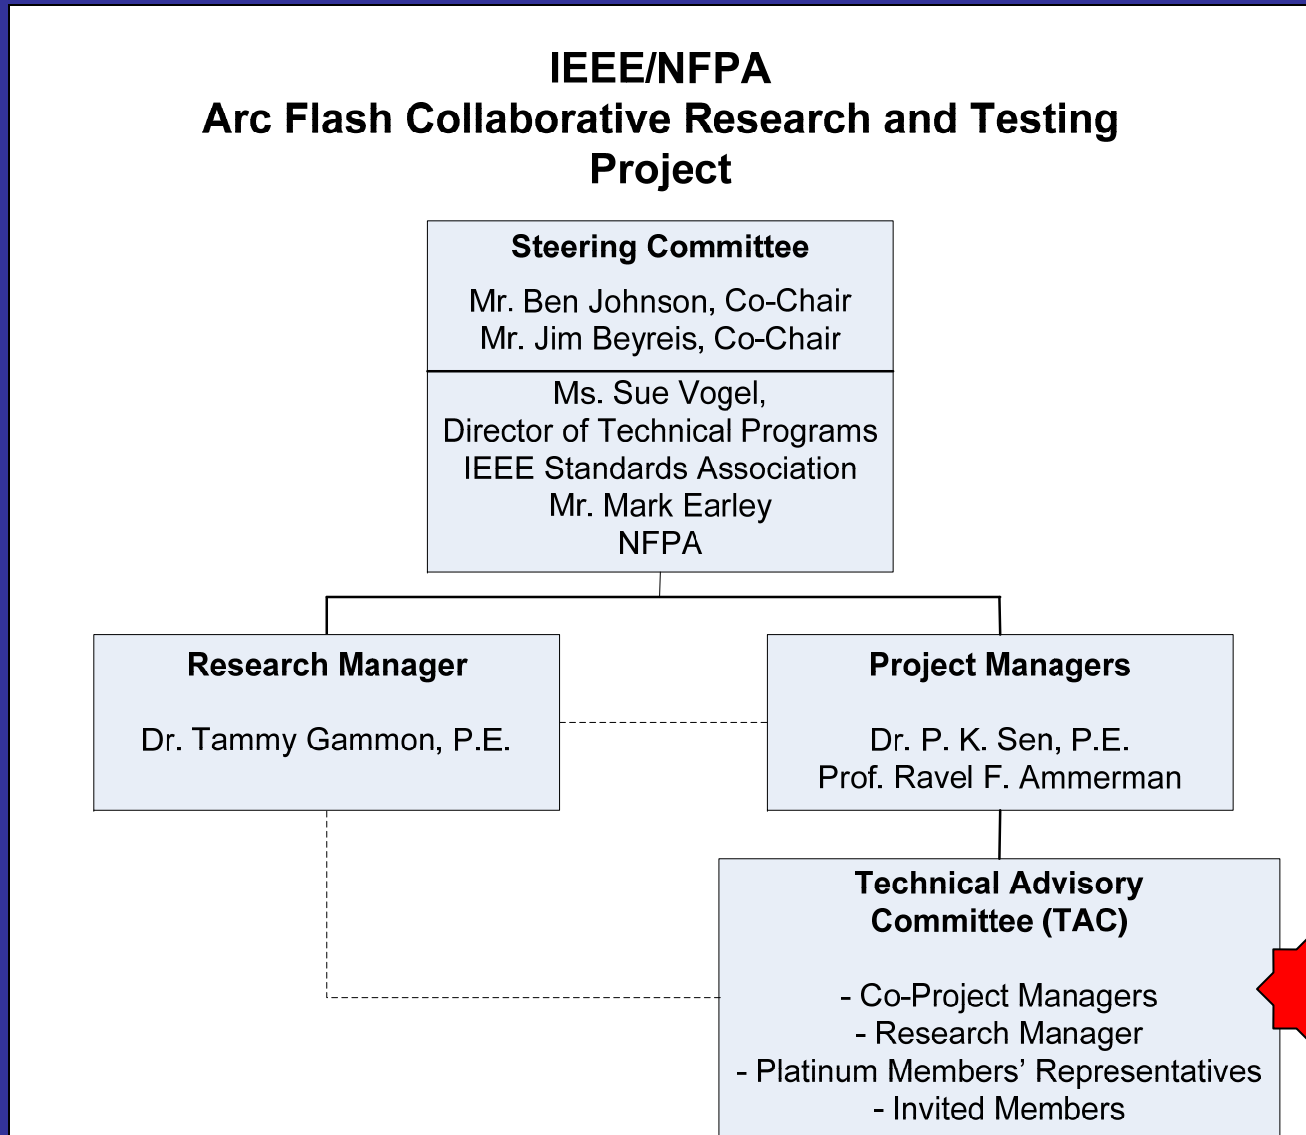 IEEE/NFPA
Arc Flash Collaborative Research and Testing
Project
Steering Committee
Mr. Ben Johnson, Co-Chair
Mr. Jim Beyreis, Co-Chair
Ms. Sue Vogel,
Director of Technical Programs
IEEE Standards Association
Mr. Mark Earley
NFPA
Research Manager
Dr. Tammy Gammon, P.E.
Project Managers
Dr. P. K. Sen, P.E.
Prof. Ravel F. Ammerman
Technical Advisory
Committee (TAC)
- Co-Project Managers
- Research Manager
- Platinum Members’ Representatives
- Invited Members